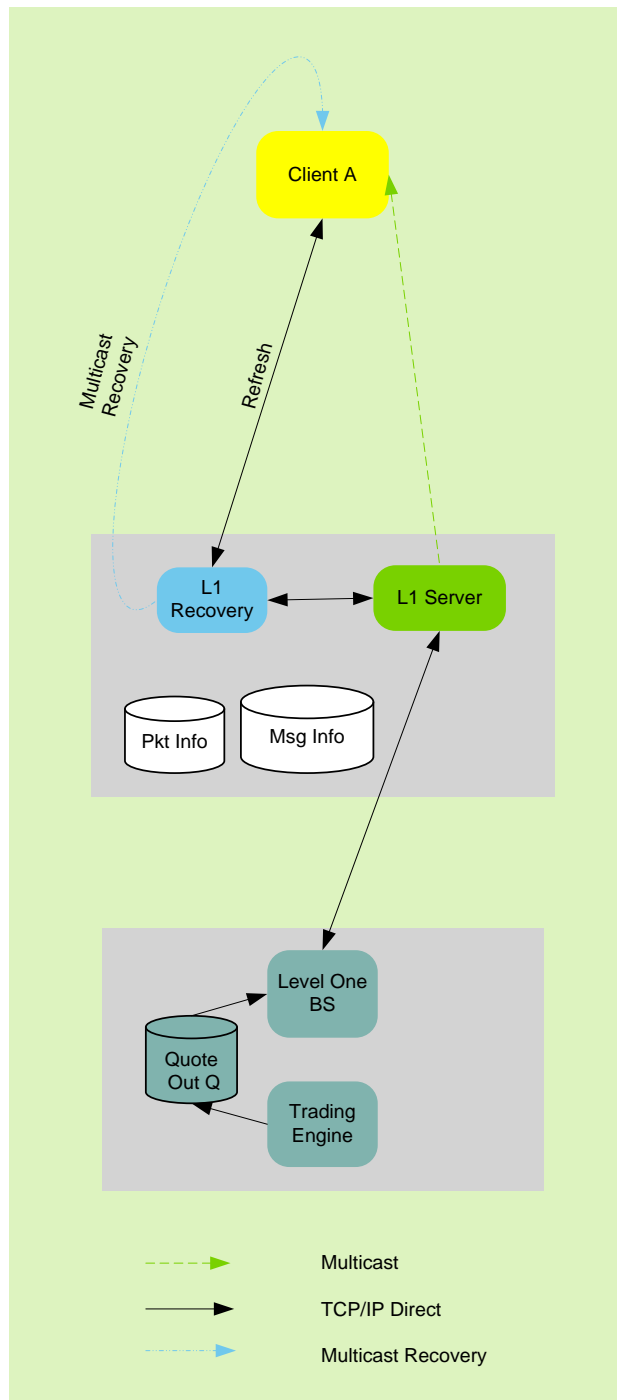 Client A
Multicast
Recovery
Refresh
L1
Recovery
L1 Server
Pkt Info
Msg Info
Level One
BS
Quote
Out Q
Trading
Engine
Multicast
TCP/IP Direct
Multicast Recovery